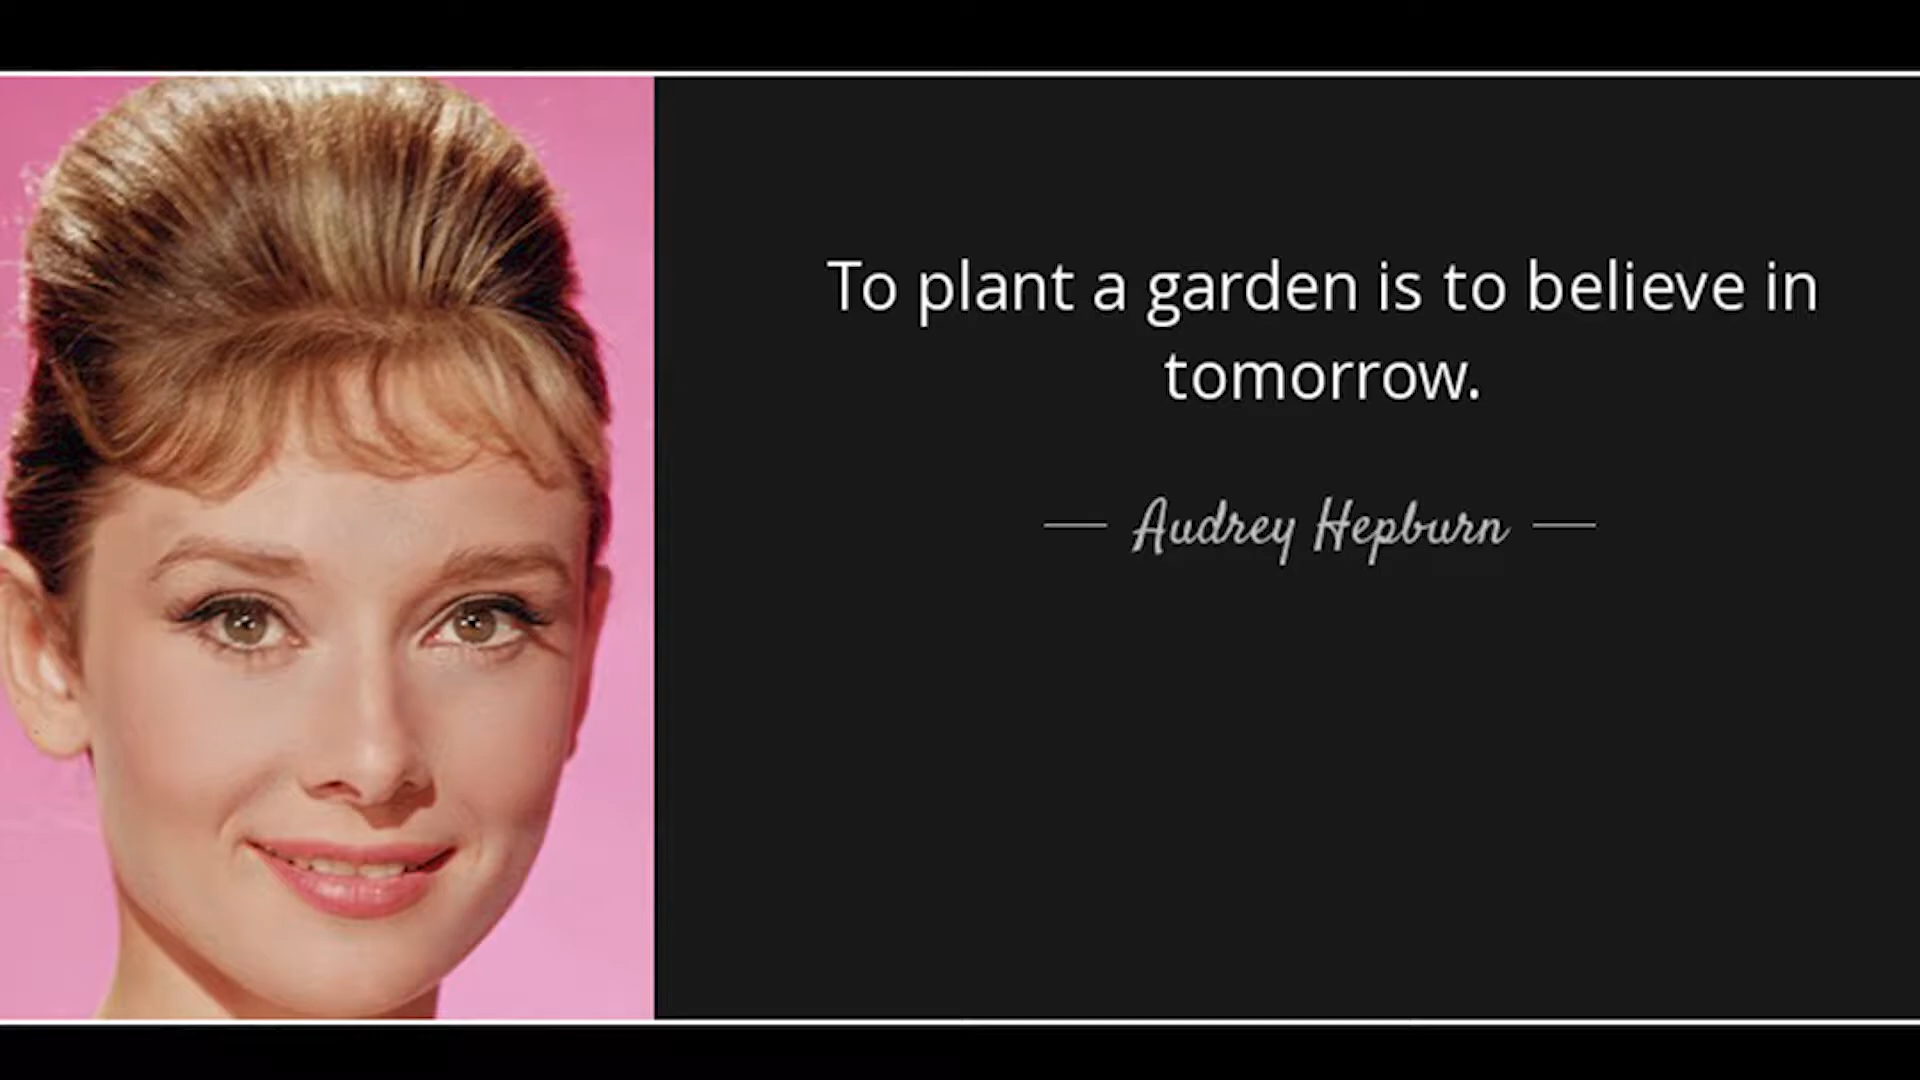 To plant a garden is to believe in
tomorrow.
— Audrey Hepburn —